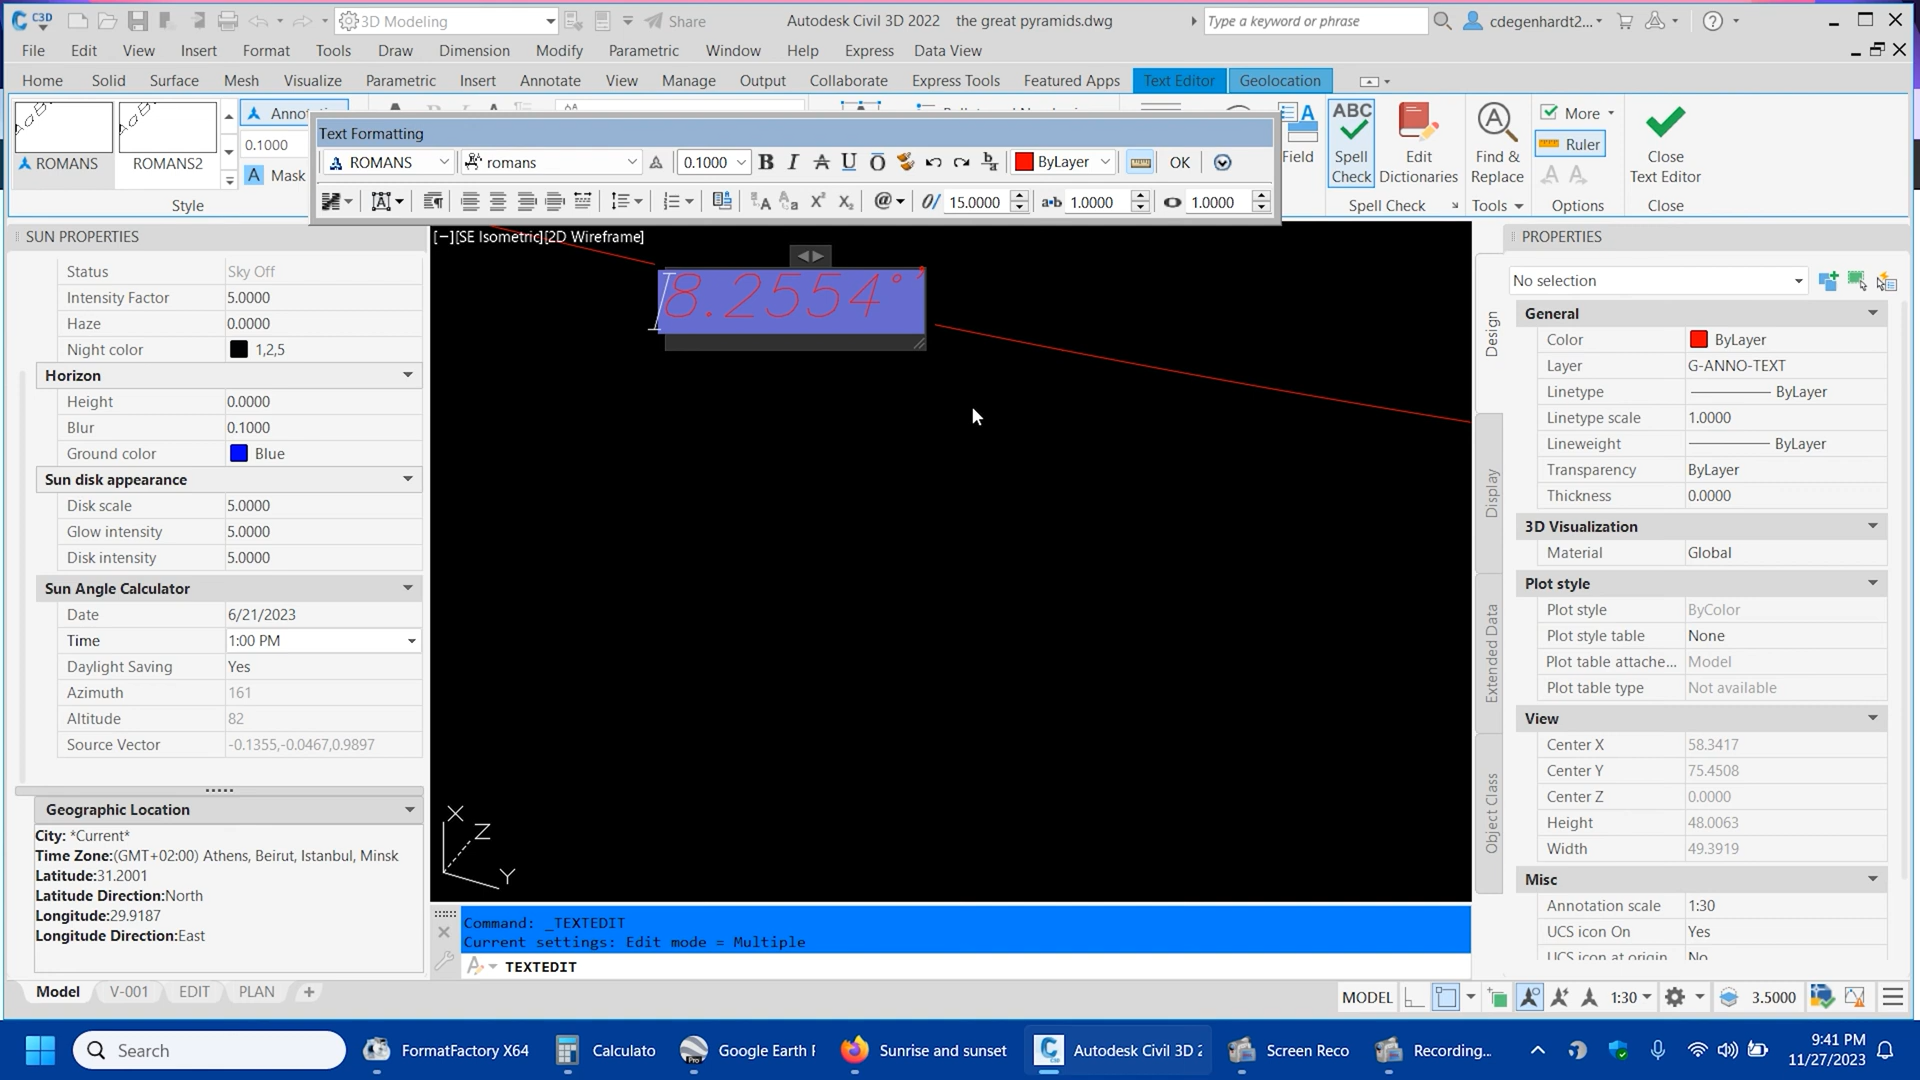 C3D
3D Modeling
Share
Autodesk Civil 3D 2022
the great pyramids.dwg
Type a keyword or phrase
cdegenhardt2...
File Edit View Insert Format Tools Draw Dimension Modify Parametric Window Help Express Data View
Home Solid Surface Mesh Visualize Parametric Insert Annotate View Manage Output Collaborate Express Tools Featured Apps Text Editor Geolocation
ROMANS
ROMANS2
0.1000
Mask
Style
Text Formatting
ROMANS
romans
0.1000
B I A U O
ByLayer
OK
15.0000
a•b 1.0000
1.0000
Field
ABC
Spell
Check
Edit
Dictionaries
Find &
Replace
More
Ruler
Close
Text Editor
Spell Check
Tools
Options
Close
SUN PROPERTIES
Status Sky Off
Intensity Factor 5.0000
Haze 0.0000
Night color 1,2,5
Horizon
Height 0.0000
Blur 0.1000
Ground color Blue
Sun disk appearance
Disk scale 5.0000
Glow intensity 5.0000
Disk intensity 5.0000
Sun Angle Calculator
Date 6/21/2023
Time 1:00 PM
Daylight Saving Yes
Azimuth 161
Altitude 82
Source Vector -0.1355,-0.0467,0.9897
Geographic Location
City: *Current*
Time Zone:(GMT+02:00) Athens, Beirut, Istanbul, Minsk
Latitude:31.2001
Latitude Direction:North
Longitude:29.9187
Longitude Direction:East
[−][SE Isometric][2D Wireframe]
8.2554°'
X
Z
Y
Command: _TEXTEDIT
Current settings: Edit mode = Multiple
TEXTEDIT
PROPERTIES
No selection
Design
Display
Extended Data
Object Class
General
Color ByLayer
Layer G-ANNO-TEXT
Linetype ByLayer
Linetype scale 1.0000
Lineweight ByLayer
Transparency ByLayer
Thickness 0.0000
3D Visualization
Material Global
Plot style
Plot style ByColor
Plot style table None
Plot table attache... Model
Plot table type Not available
View
Center X 58.3417
Center Y 75.4508
Center Z 0.0000
Height 48.0063
Width 49.3919
Misc
Annotation scale 1:30
UCS icon On Yes
UCS icon at origin No
Model V-001 EDIT PLAN +
MODEL
1:30
3.5000
Search
FormatFactory X64
Calculato
Google Earth P
Sunrise and sunset
Autodesk Civil 3D 2
Screen Reco
Recording...
9:41 PM
11/27/2023